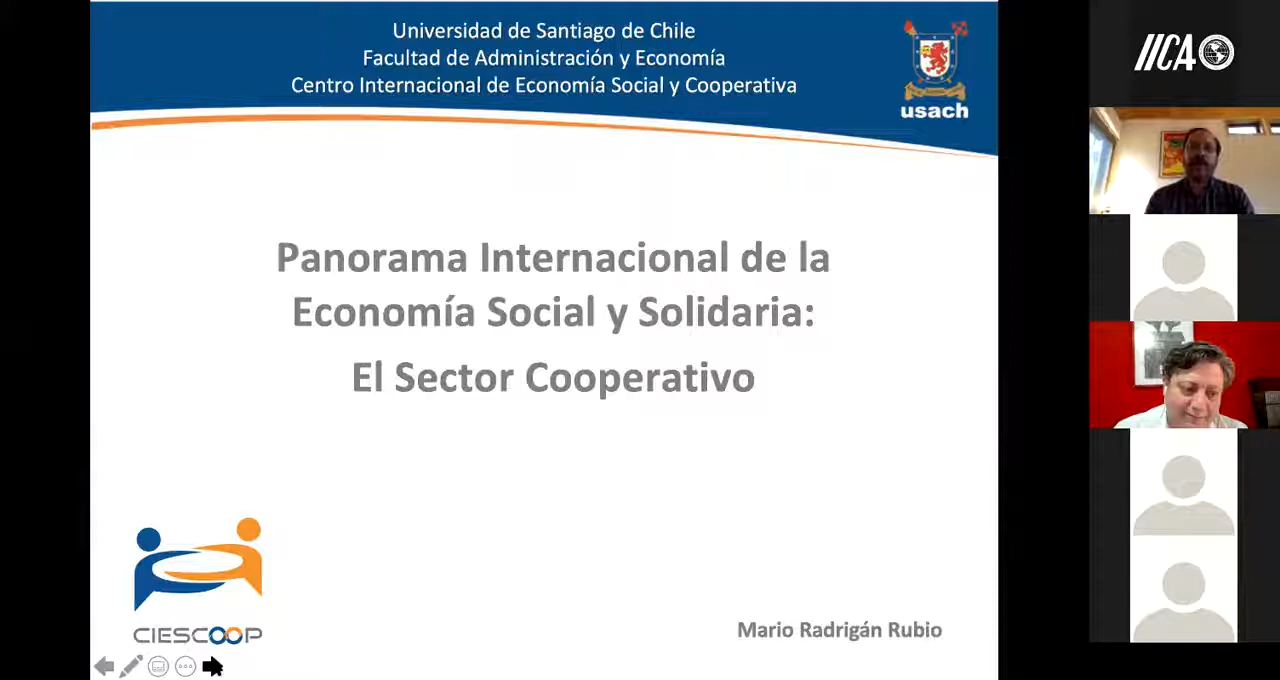 Universidad de Santiago de Chile
Facultad de Administración y Economía
Centro Internacional de Economía Social y Cooperativa
usach
IICA
Panorama Internacional de la
Economía Social y Solidaria:
El Sector Cooperativo
CIESCOOP
Mario Radrigán Rubio